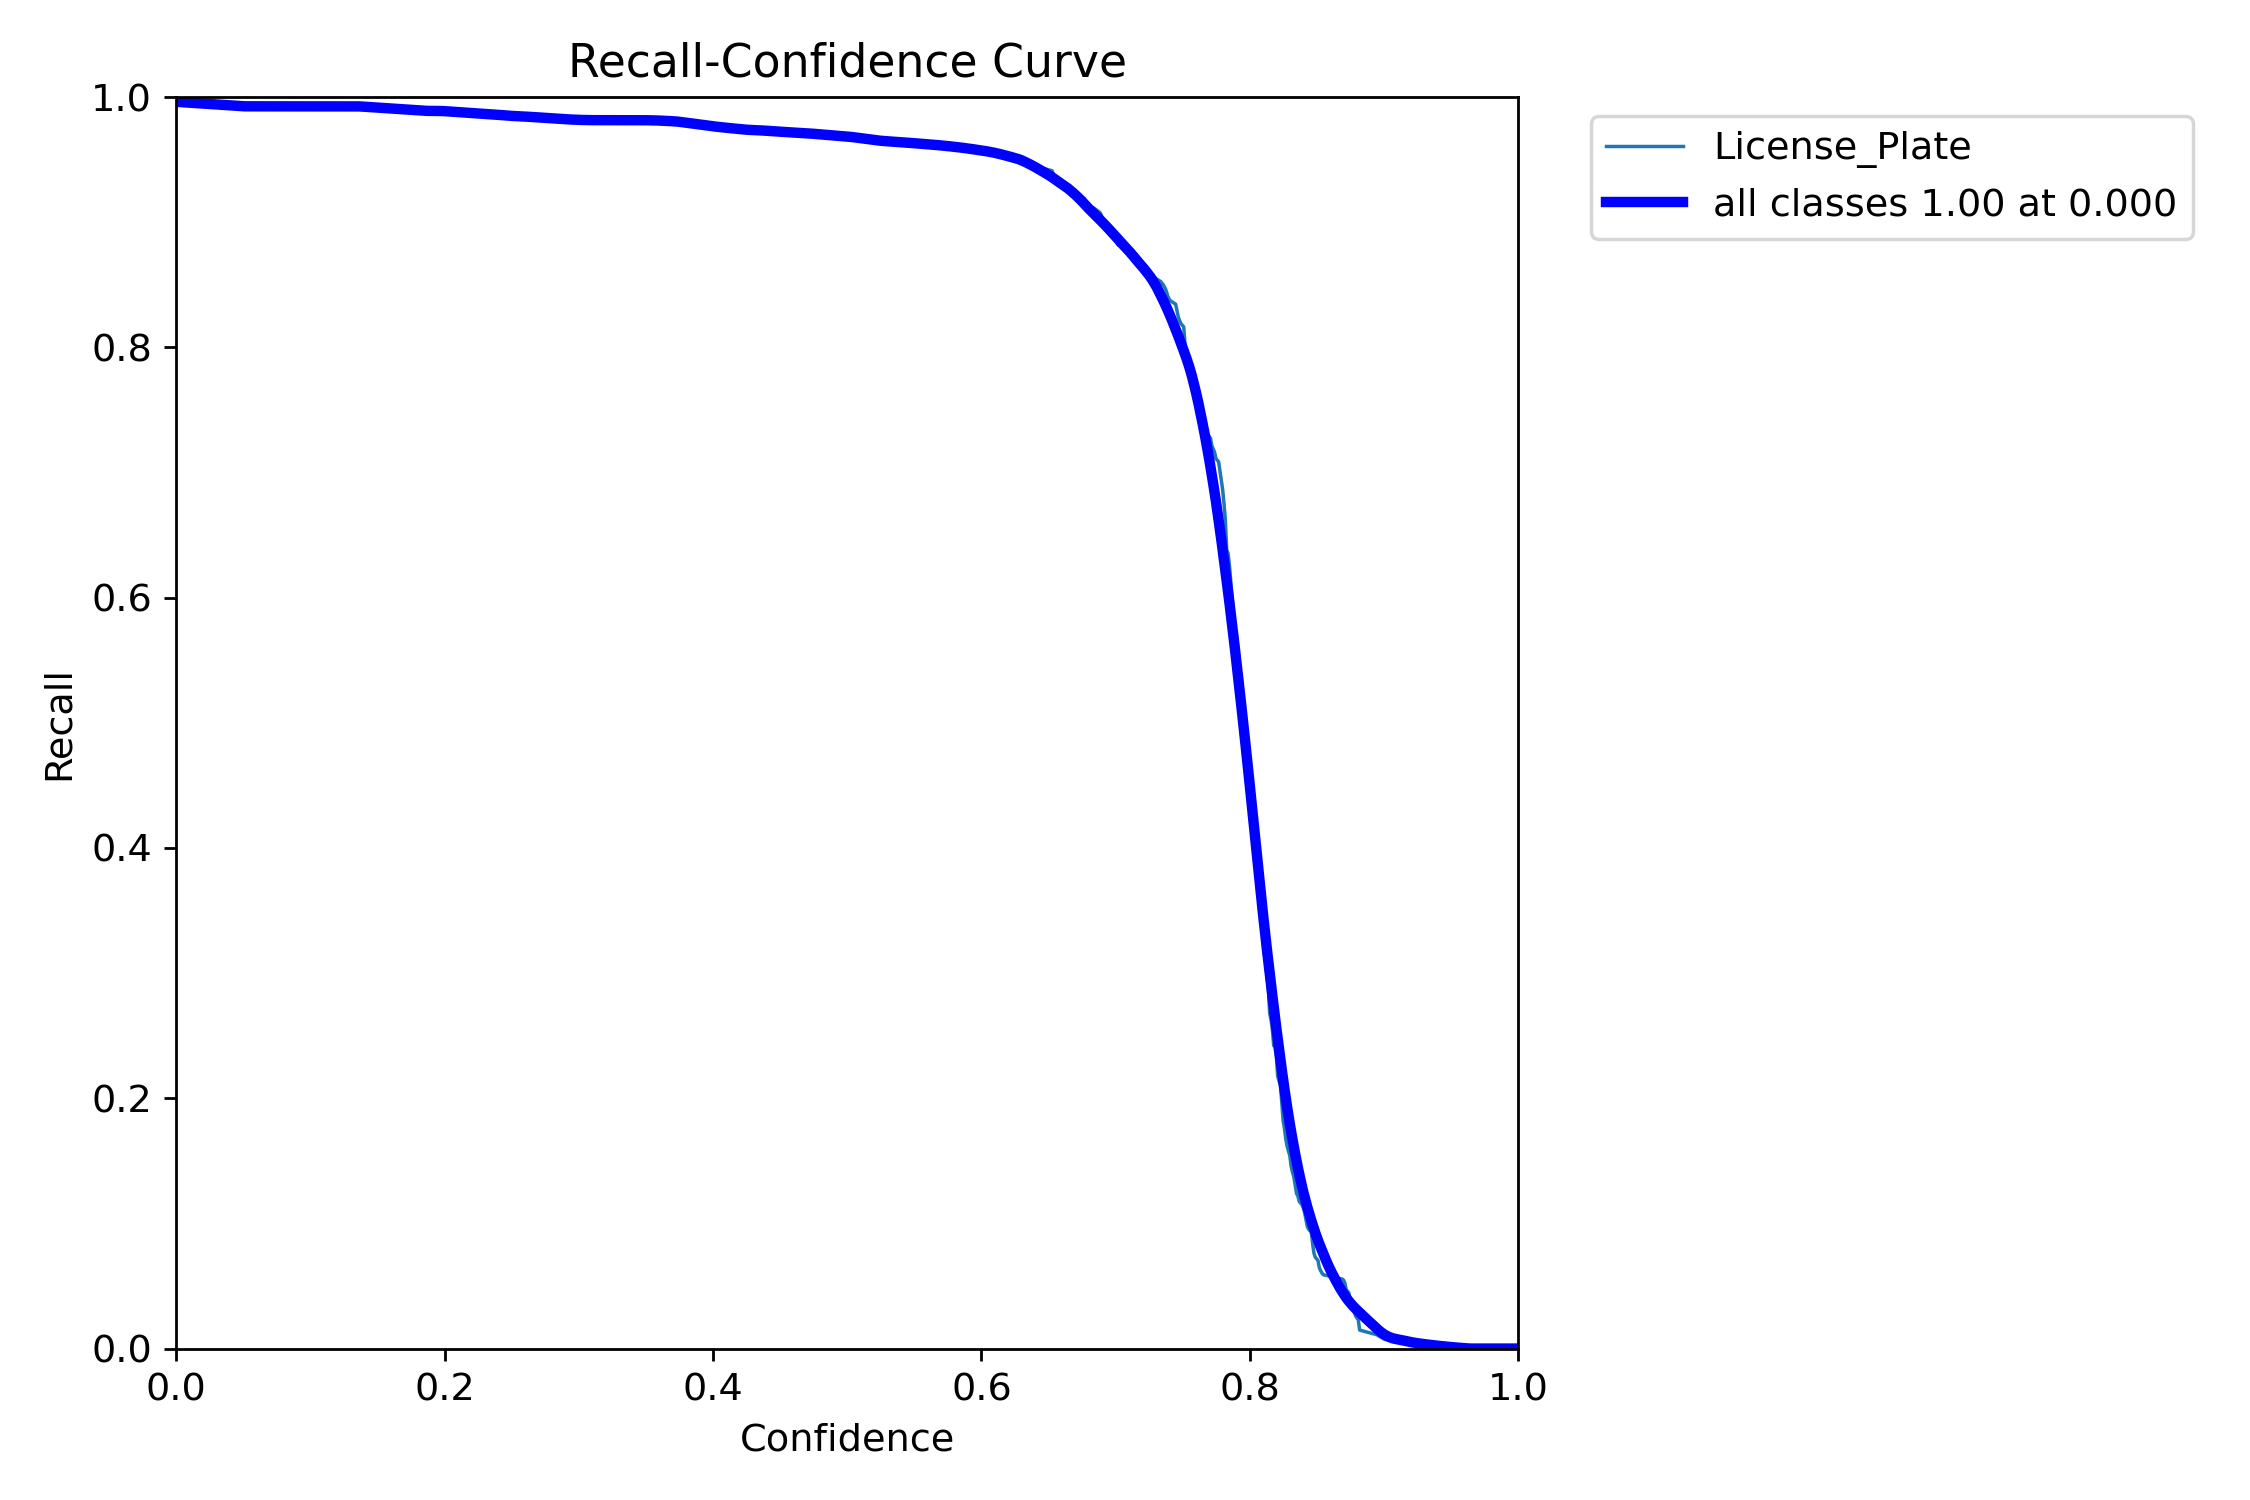 Recall-Confidence Curve
1.0
0.8
0.6
0.4
0.2
0.0
Recall
0.0 0.2 0.4 0.6 0.8 1.0
Confidence
License_Plate
all classes 1.00 at 0.000